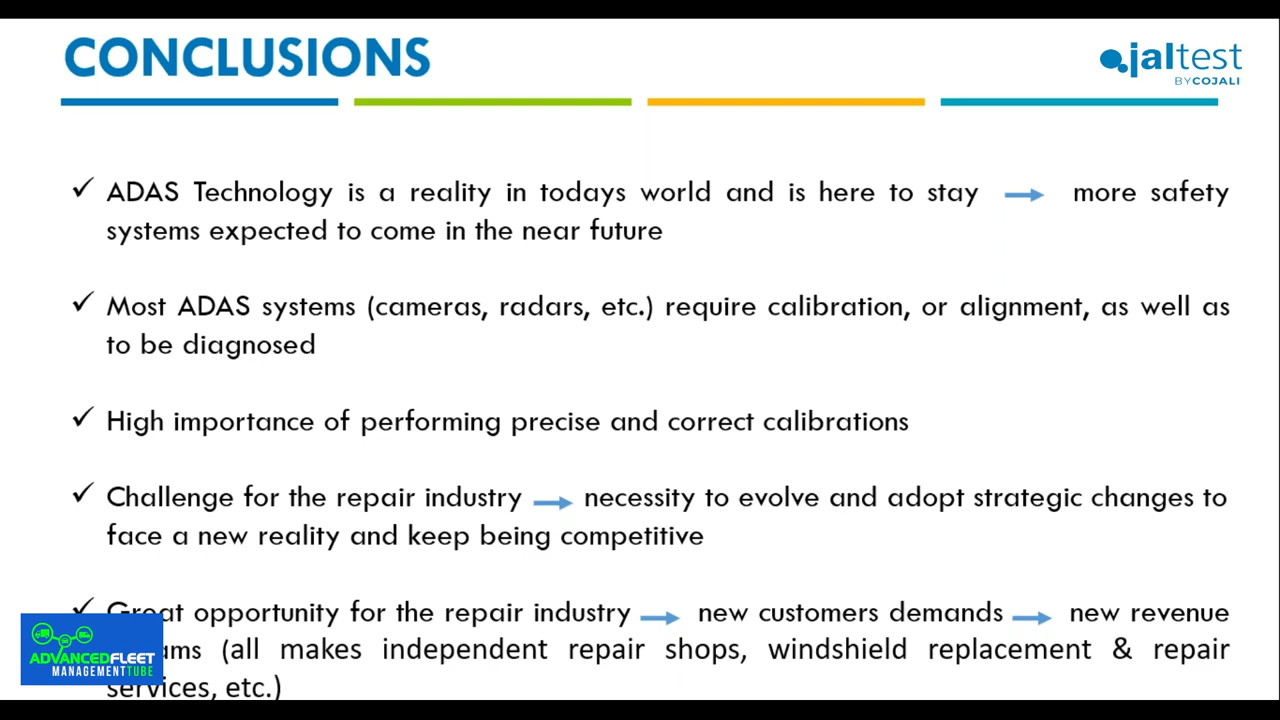 CONCLUSIONS
jaltest
BYCOJALI
✓ ADAS Technology is a reality in todays world and is here to stay → more safety
systems expected to come in the near future
✓ Most ADAS systems (cameras, radars, etc.) require calibration, or alignment, as well as
to be diagnosed
✓ High importance of performing precise and correct calibrations
✓ Challenge for the repair industry → necessity to evolve and adopt strategic changes to
face a new reality and keep being competitive
✓ Great opportunity for the repair industry → new customers demands → new revenue
(all makes independent repair shops, windshield replacement & repair
services, etc.)
ADVANCEDFLEET
MANAGEMENTTUBE